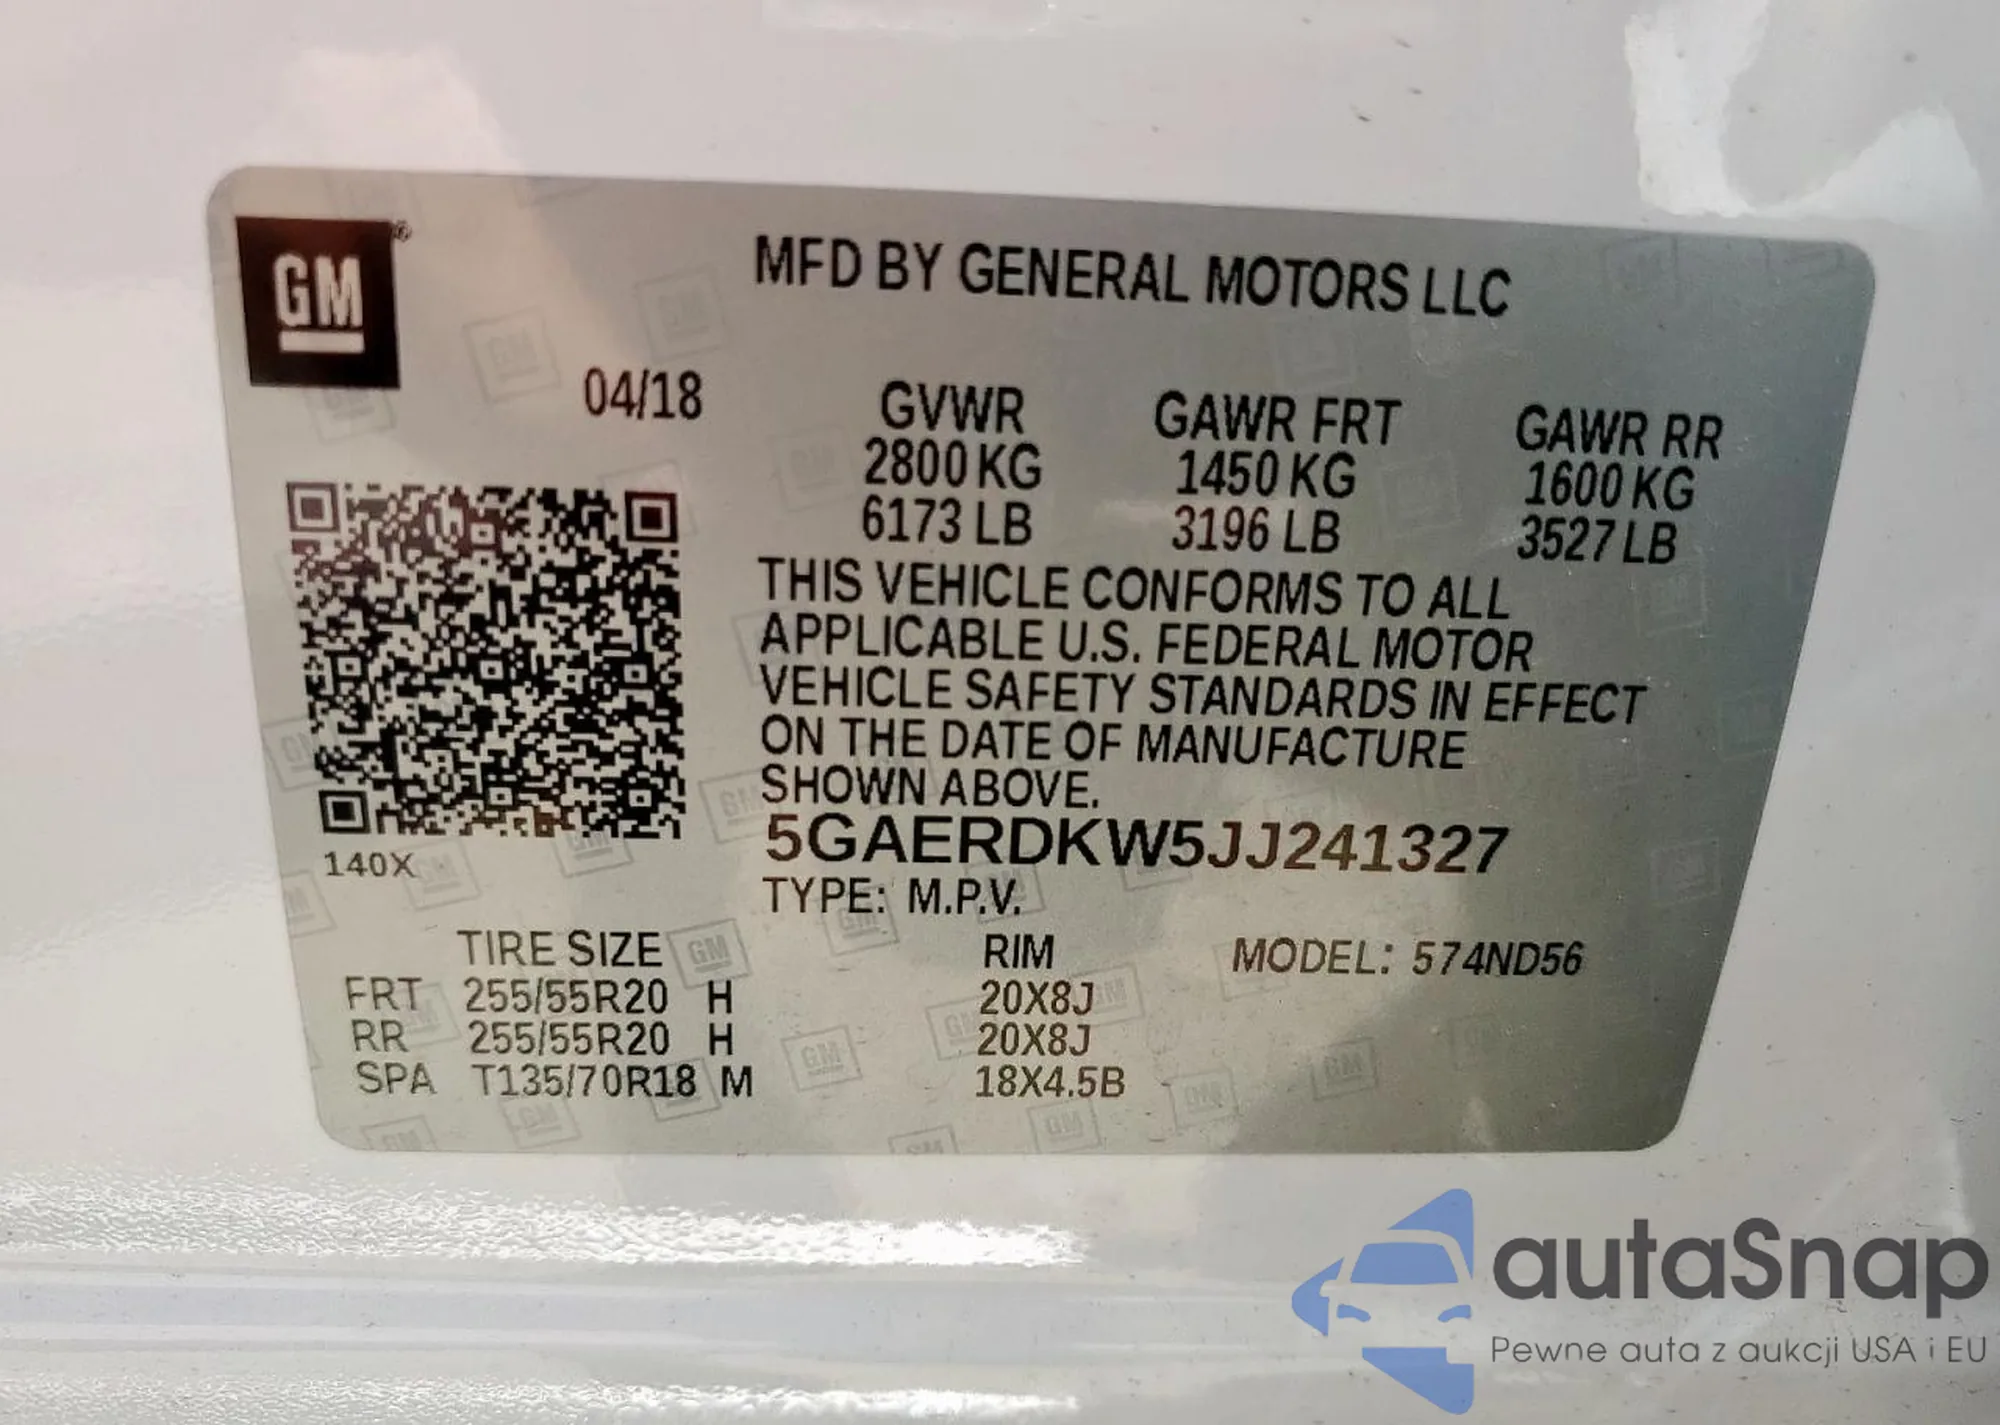 GM
MFD BY GENERAL MOTORS LLC
04/18
GVWR GAWR FRT GAWR RR
2800 KG 1450 KG 1600 KG
6173 LB 3196 LB 3527 LB
THIS VEHICLE CONFORMS TO ALL
APPLICABLE U.S. FEDERAL MOTOR
VEHICLE SAFETY STANDARDS IN EFFECT
ON THE DATE OF MANUFACTURE
SHOWN ABOVE.
5GAERDKW5JJ241327
140X
TYPE: M.P.V.
TIRE SIZE RIM MODEL: 574ND56
FRT 255/55R20 H 20X8J
RR 255/55R20 H 20X8J
SPA T135/70R18 M 18X4.5B
autaSnap
Pewne auta z aukcji USA i EU